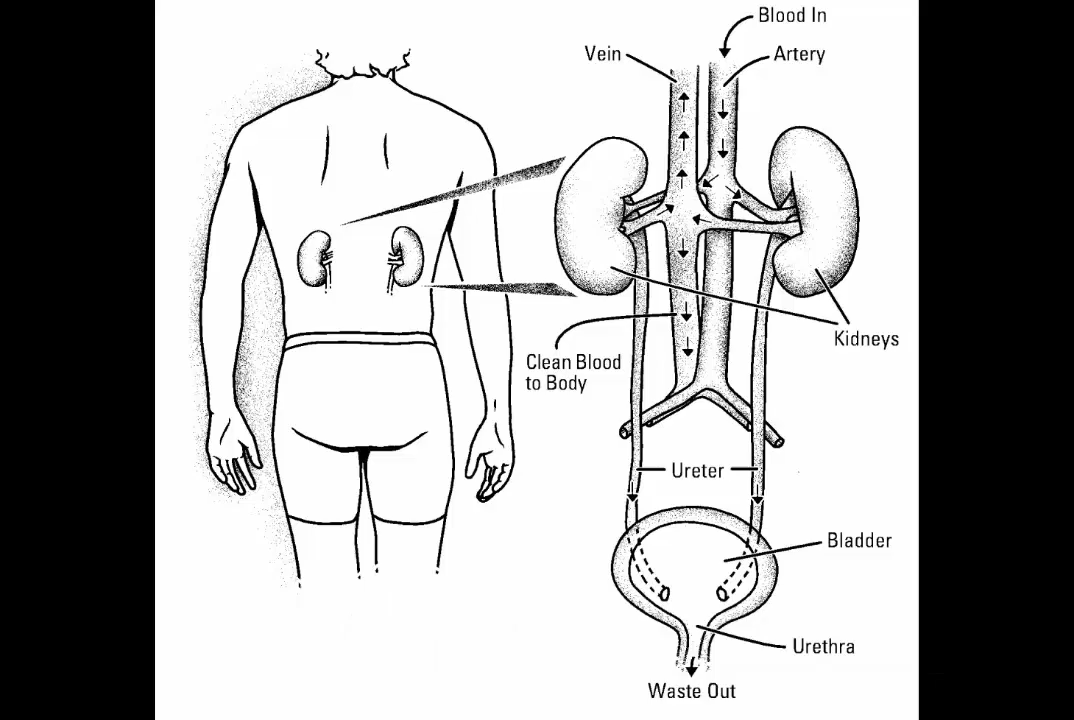 Blood In
Vein
Artery
Kidneys
Clean Blood
to Body
Ureter
Bladder
Urethra
Waste Out